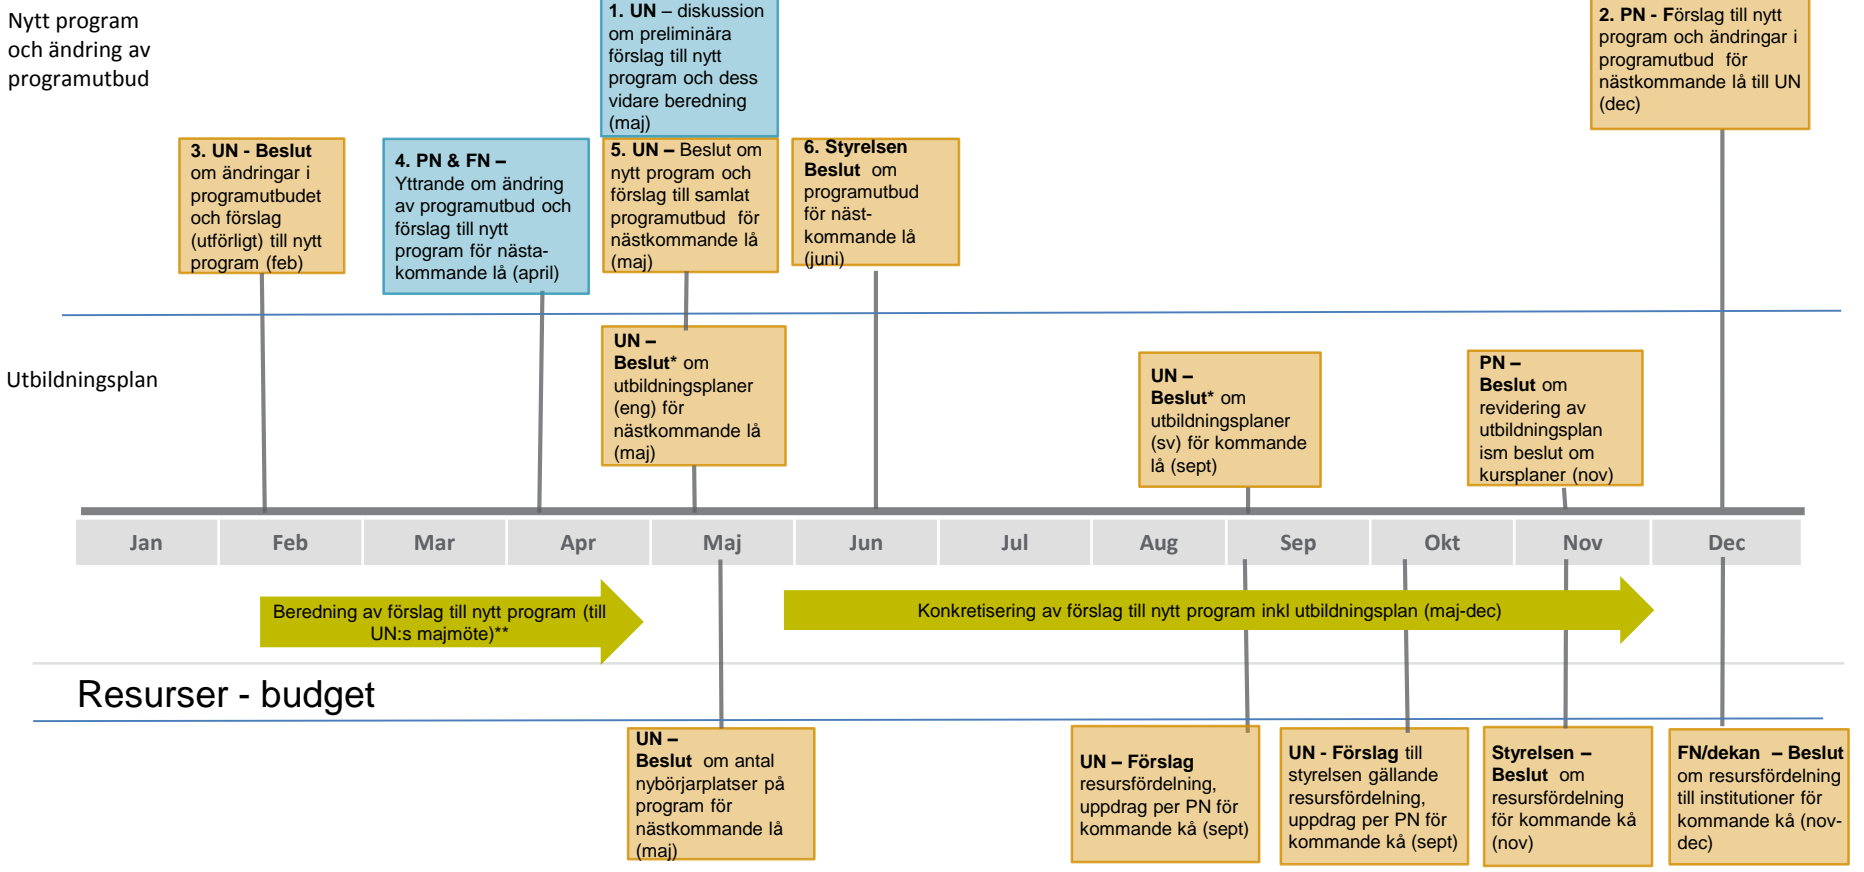 Nytt program
och ändring av
programutbud
1. UN – diskussion
om preliminära
förslag till nytt
program och dess
vidare beredning
(maj)
2. PN - Förslag till nytt
program och ändringar i
programutbud för
nästkommande lå till UN
(dec)
3. UN - Beslut
om ändringar i
programutbudet
och förslag
(utförligt) till nytt
program (feb)
4. PN & FN –
Yttrande om ändring
av programutbud och
förslag till nytt
program för nästa-
kommande lå (april)
5. UN – Beslut om
nytt program och
förslag till samlat
programutbud för
nästkommande lå
(maj)
6. Styrelsen
Beslut om
programutbud
för näst-
kommande lå
(juni)
Utbildningsplan
UN –
Beslut* om
utbildningsplaner
(eng) för
nästkommande lå
(maj)
UN –
Beslut* om
utbildningsplaner
(sv) för kommande
lå (sept)
PN –
Beslut om
revidering av
utbildningsplan
ism beslut om
kursplaner (nov)
Jan Feb Mar Apr Maj Jun Jul Aug Sep Okt Nov Dec
Beredning av förslag till nytt program (till
UN:s majmöte)**
Konkretisering av förslag till nytt program inkl utbildningsplan (maj-dec)
Resurser - budget
UN –
Beslut om antal
nybörjarplatser på
program för
nästkommande lå
(maj)
UN – Förslag
resursfördelning,
uppdrag per PN för
kommande kå (sept)
UN - Förslag till
styrelsen gällande
resursfördelning,
uppdrag per PN för
kommande kå (sept)
Styrelsen –
Beslut om
resursfördelning
för kommande kå
(nov)
FN/dekan – Beslut
om resursfördelning
till institutioner för
kommande kå (nov-
dec)